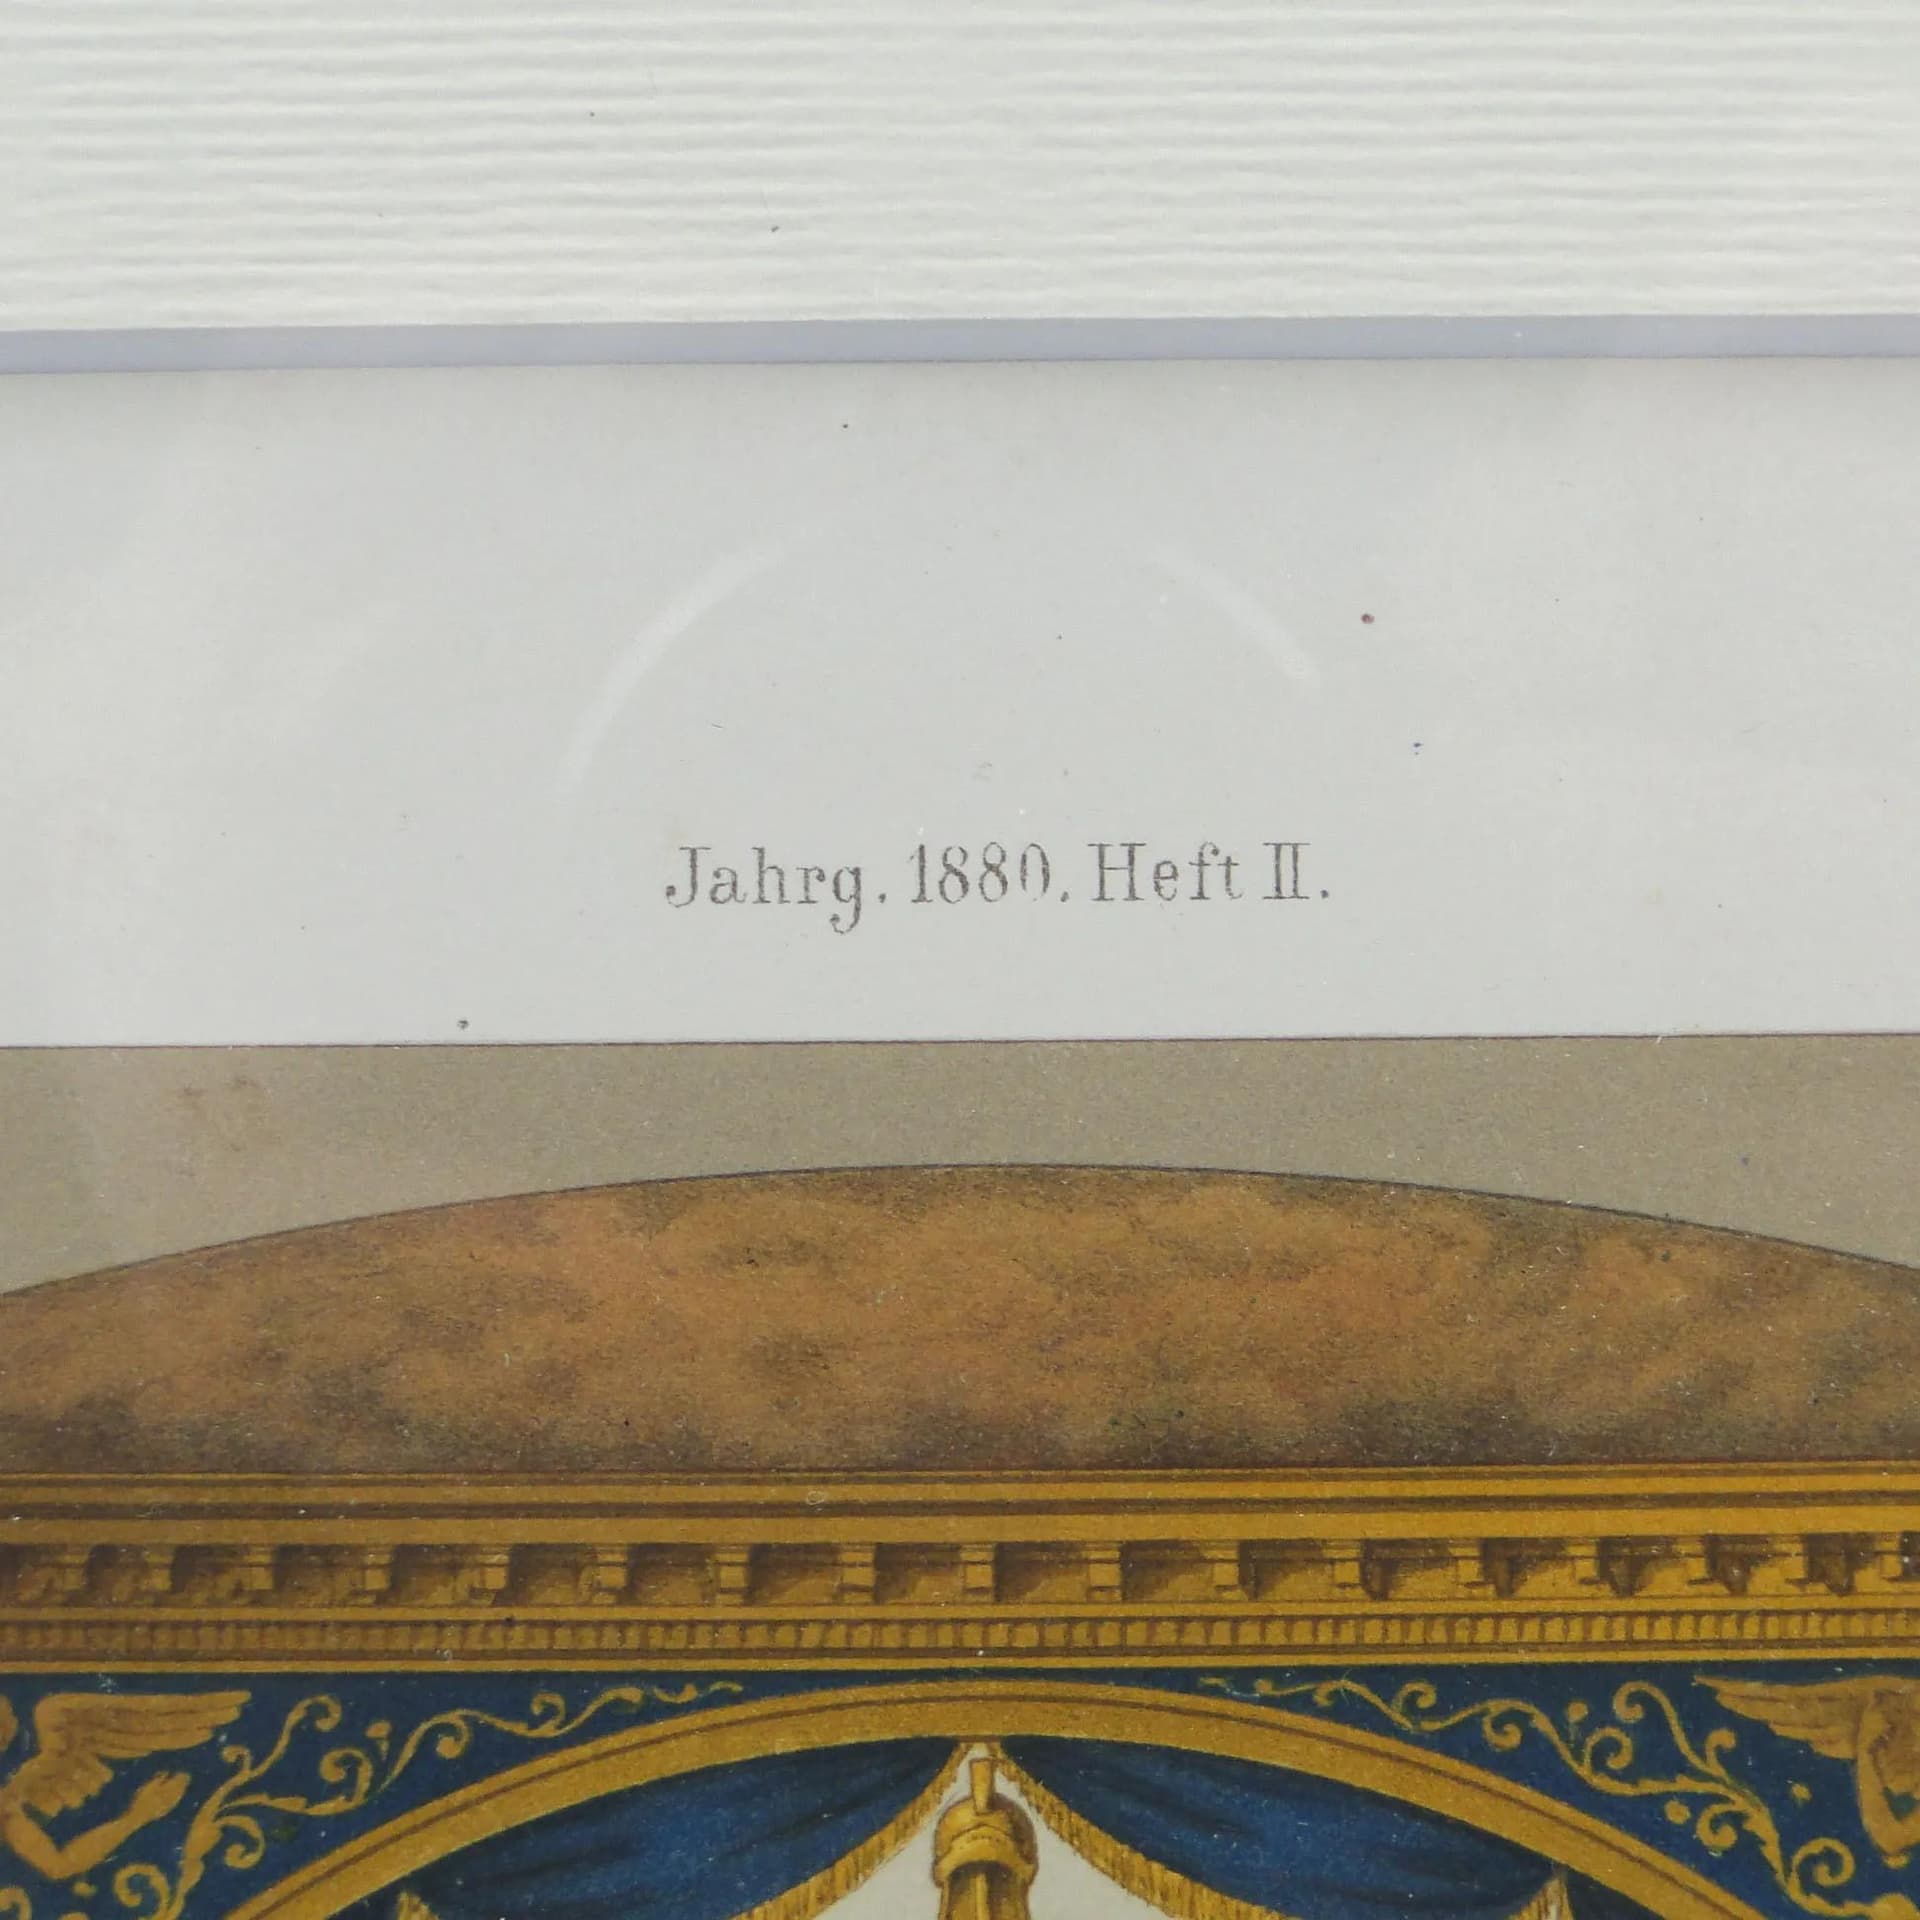 Jahrg. 1880. Heft II.